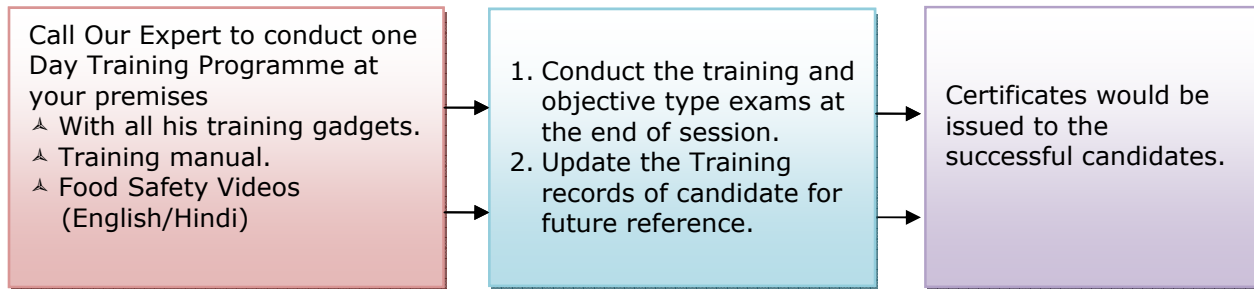 Call Our Expert to conduct one
Day Training Programme at
your premises
With all his training gadgets.
Training manual.
Food Safety Videos
(English/Hindi)
1. Conduct the training and
objective type exams at
the end of session.
2. Update the Training
records of candidate for
future reference.
Certificates would be
issued to the
successful candidates.